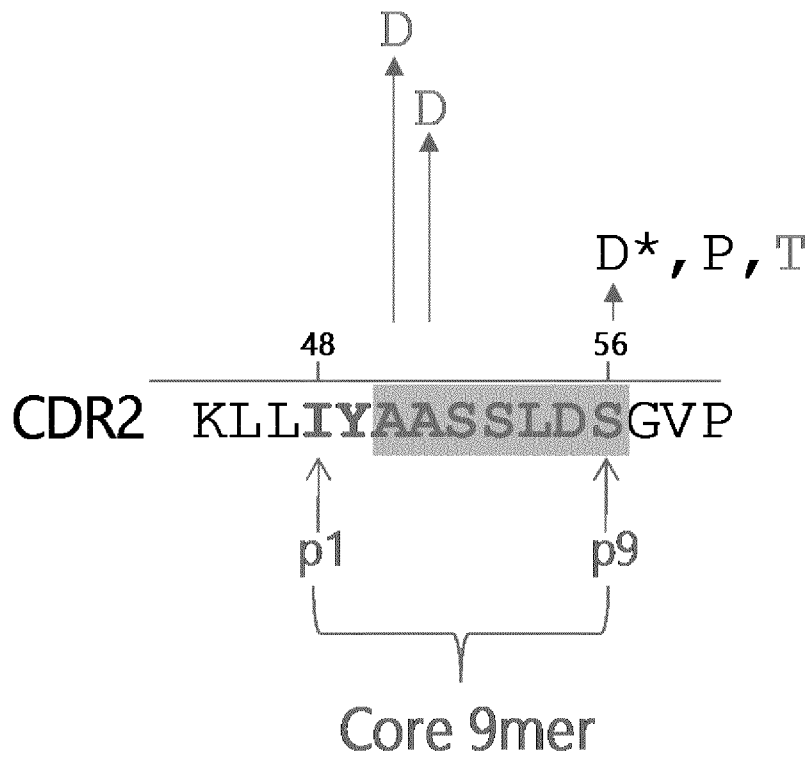 D
D
D*,P,T
48 56
CDR2 KLLIYAASSLDSGVP
p1 p9
Core 9mer